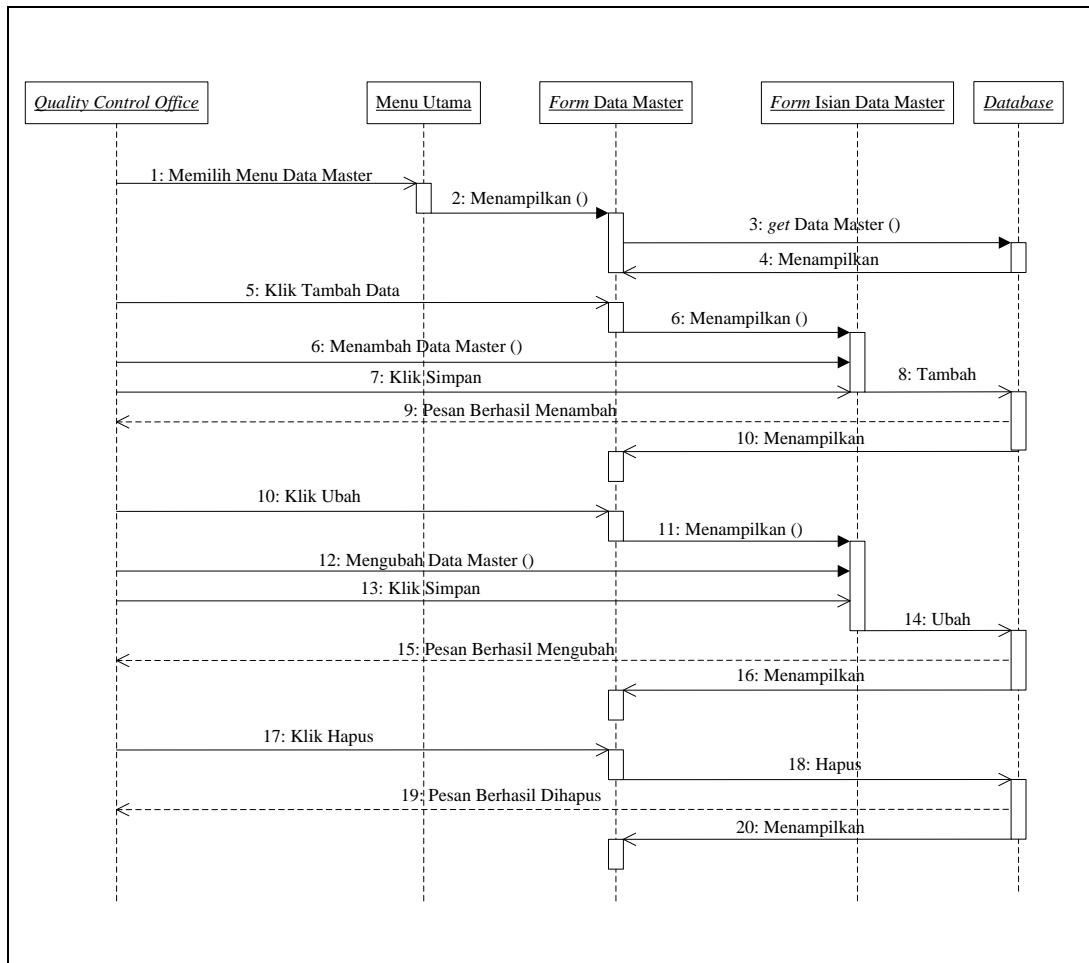 Quality Control Office
Menu Utama
Form Data Master
Form Isian Data Master
Database
1: Memilih Menu Data Master
2: Menampilkan ()
3: get Data Master ()
4: Menampilkan
5: Klik Tambah Data
6: Menampilkan ()
6: Menambah Data Master ()
7: Klik Simpan
8: Tambah
9: Pesan Berhasil Menambah
10: Menampilkan
10: Klik Ubah
11: Menampilkan ()
12: Mengubah Data Master ()
13: Klik Simpan
14: Ubah
15: Pesan Berhasil Mengubah
16: Menampilkan
17: Klik Hapus
18: Hapus
19: Pesan Berhasil Dihapus
20: Menampilkan